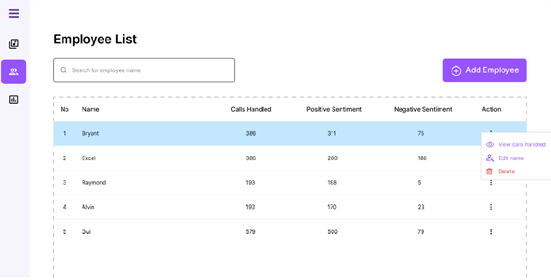 Employee List
Search for employee name
Add Employee
No Name Calls Handled Positive Sentiment Negative Sentiment Action
1 Bryant 386 311 75
View calls handled
2 Excel 386 200 186
Edit name
Delete
3 Raymond 193 188 5
4 Alvin 193 170 23
5 Gui 579 500 79